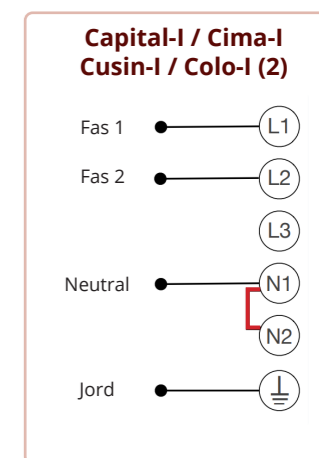 Capital-I / Cima-I
Cusin-I / Colo-I (2)
Fas 1 L1
Fas 2 L2
L3
Neutral N1
N2
Jord